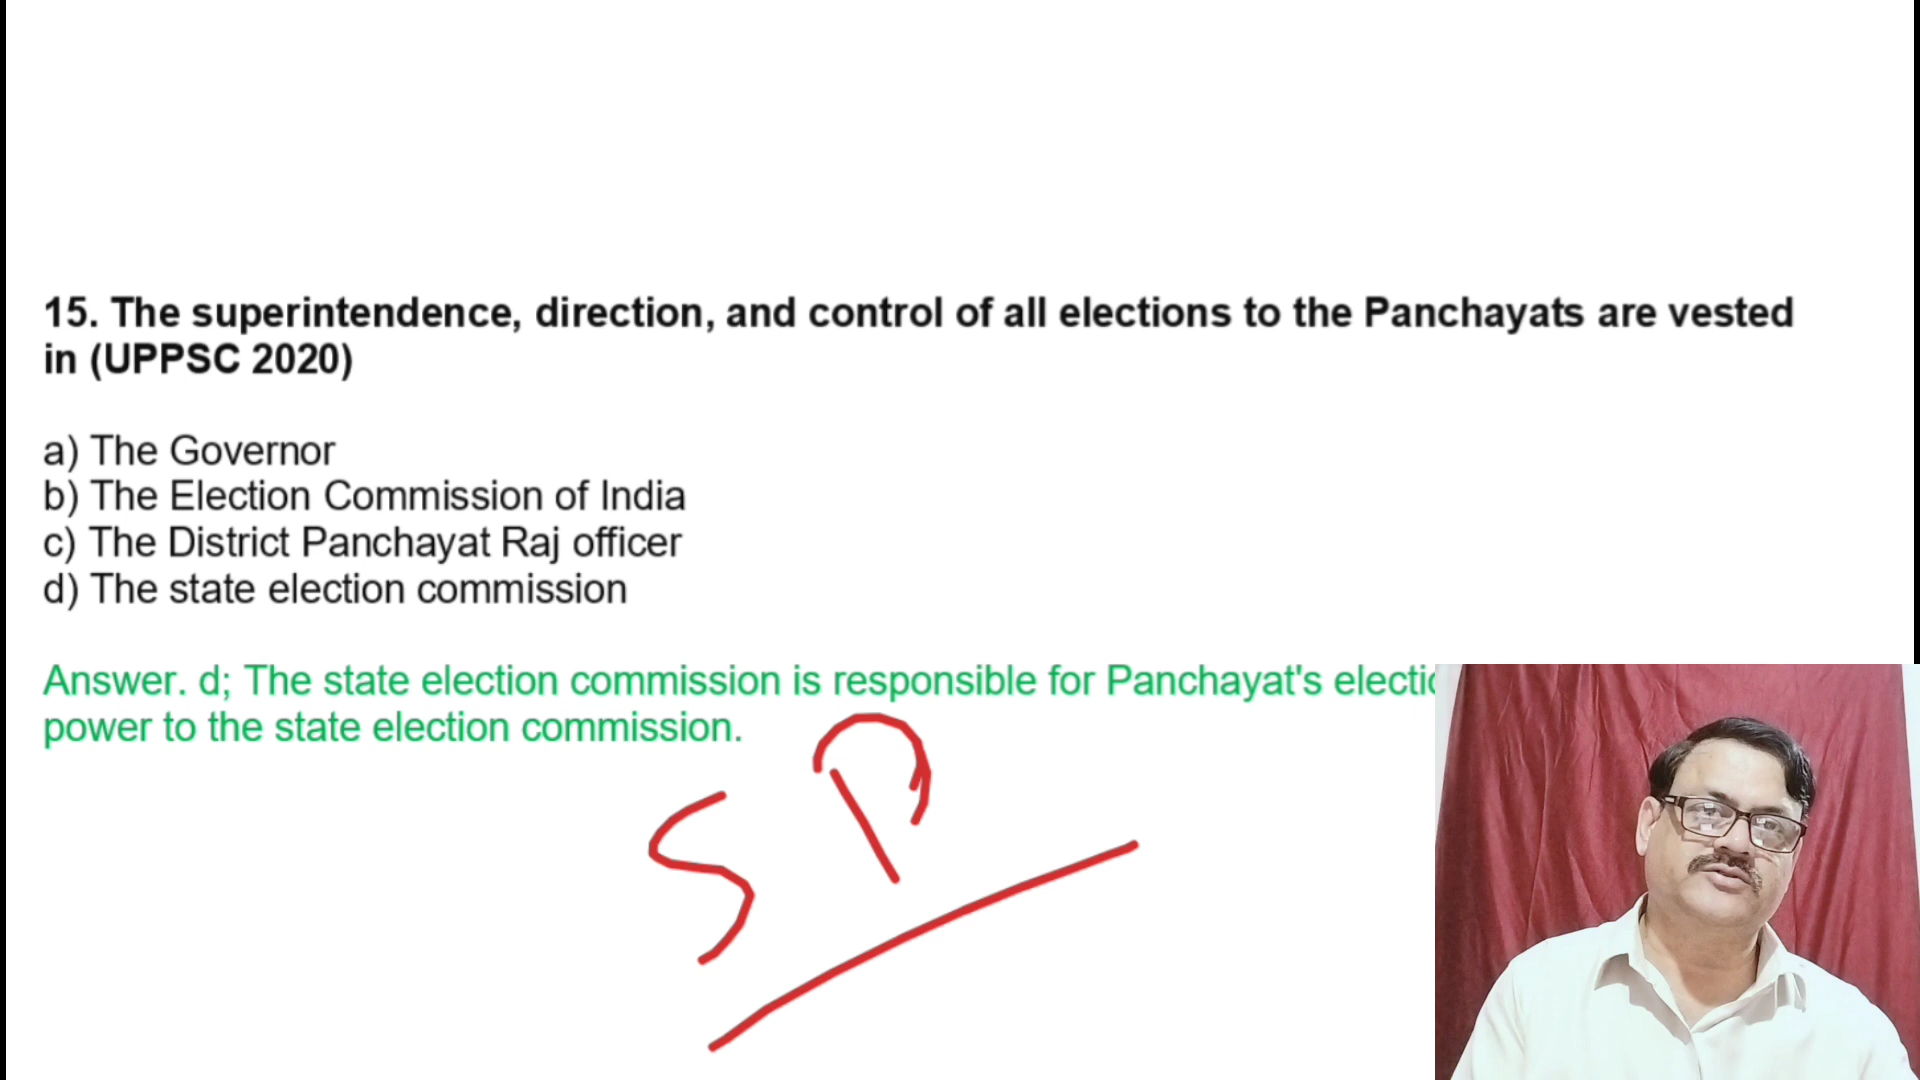 15. The superintendence, direction, and control of all elections to the Panchayats are vested
in (UPPSC 2020)
a) The Governor
b) The Election Commission of India
c) The District Panchayat Raj officer
d) The state election commission
Answer. d; The state election commission is responsible for Panchayat's
power to the state election commission.
S P